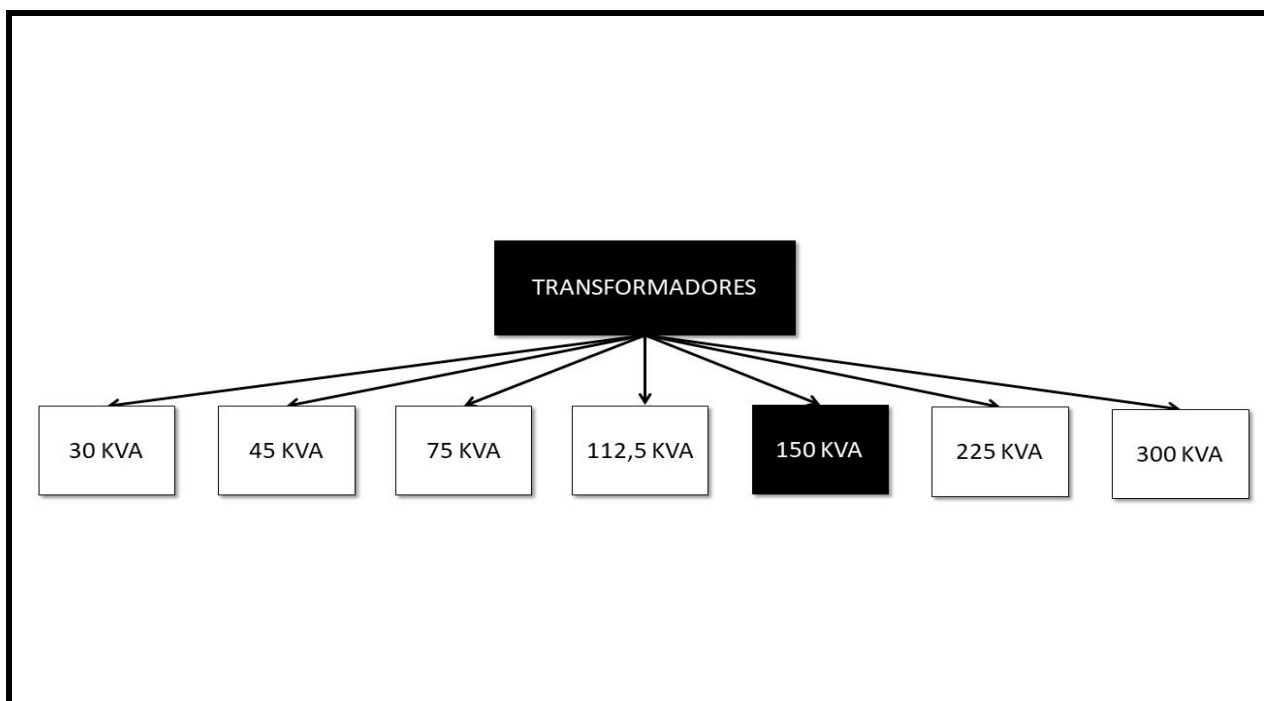 TRANSFORMADORES
30 KVA
45 KVA
75 KVA
112,5 KVA
150 KVA
225 KVA
300 KVA